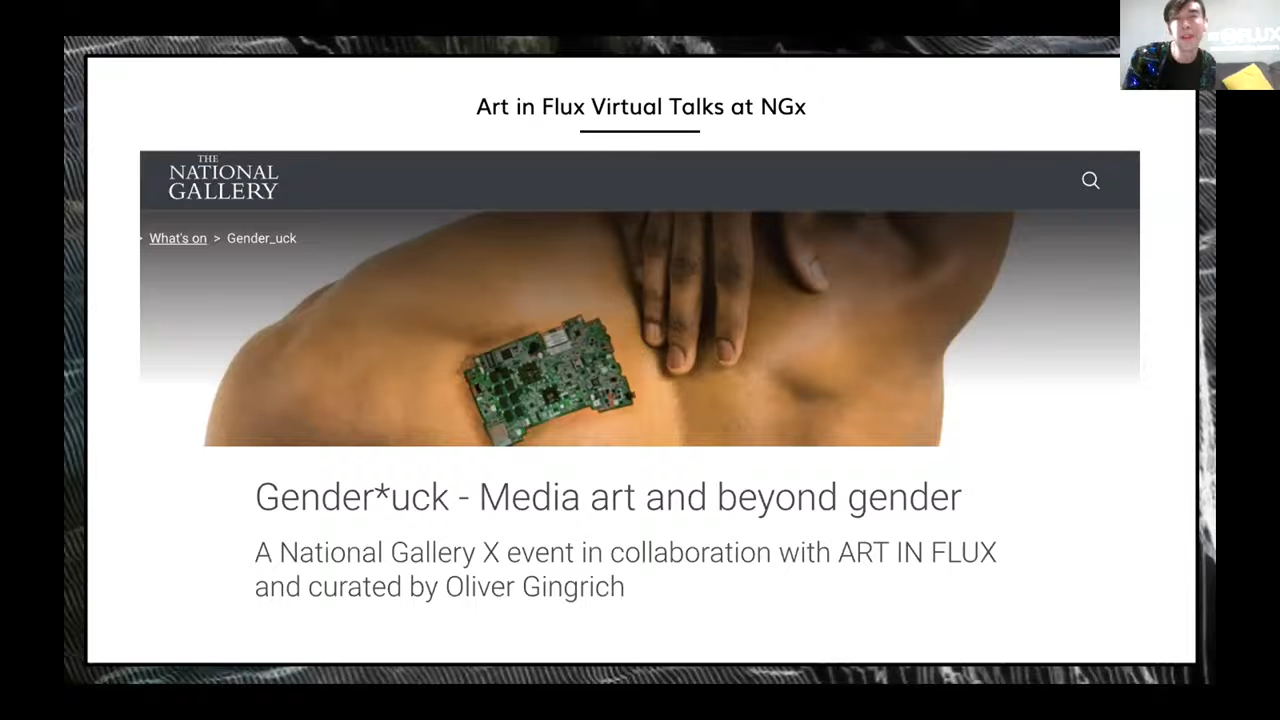 Art in Flux Virtual Talks at NGx
THE
NATIONAL
GALLERY
What's on > Gender_uck
Gender*uck - Media art and beyond gender
A National Gallery X event in collaboration with ART IN FLUX
and curated by Oliver Gingrich
FLUX